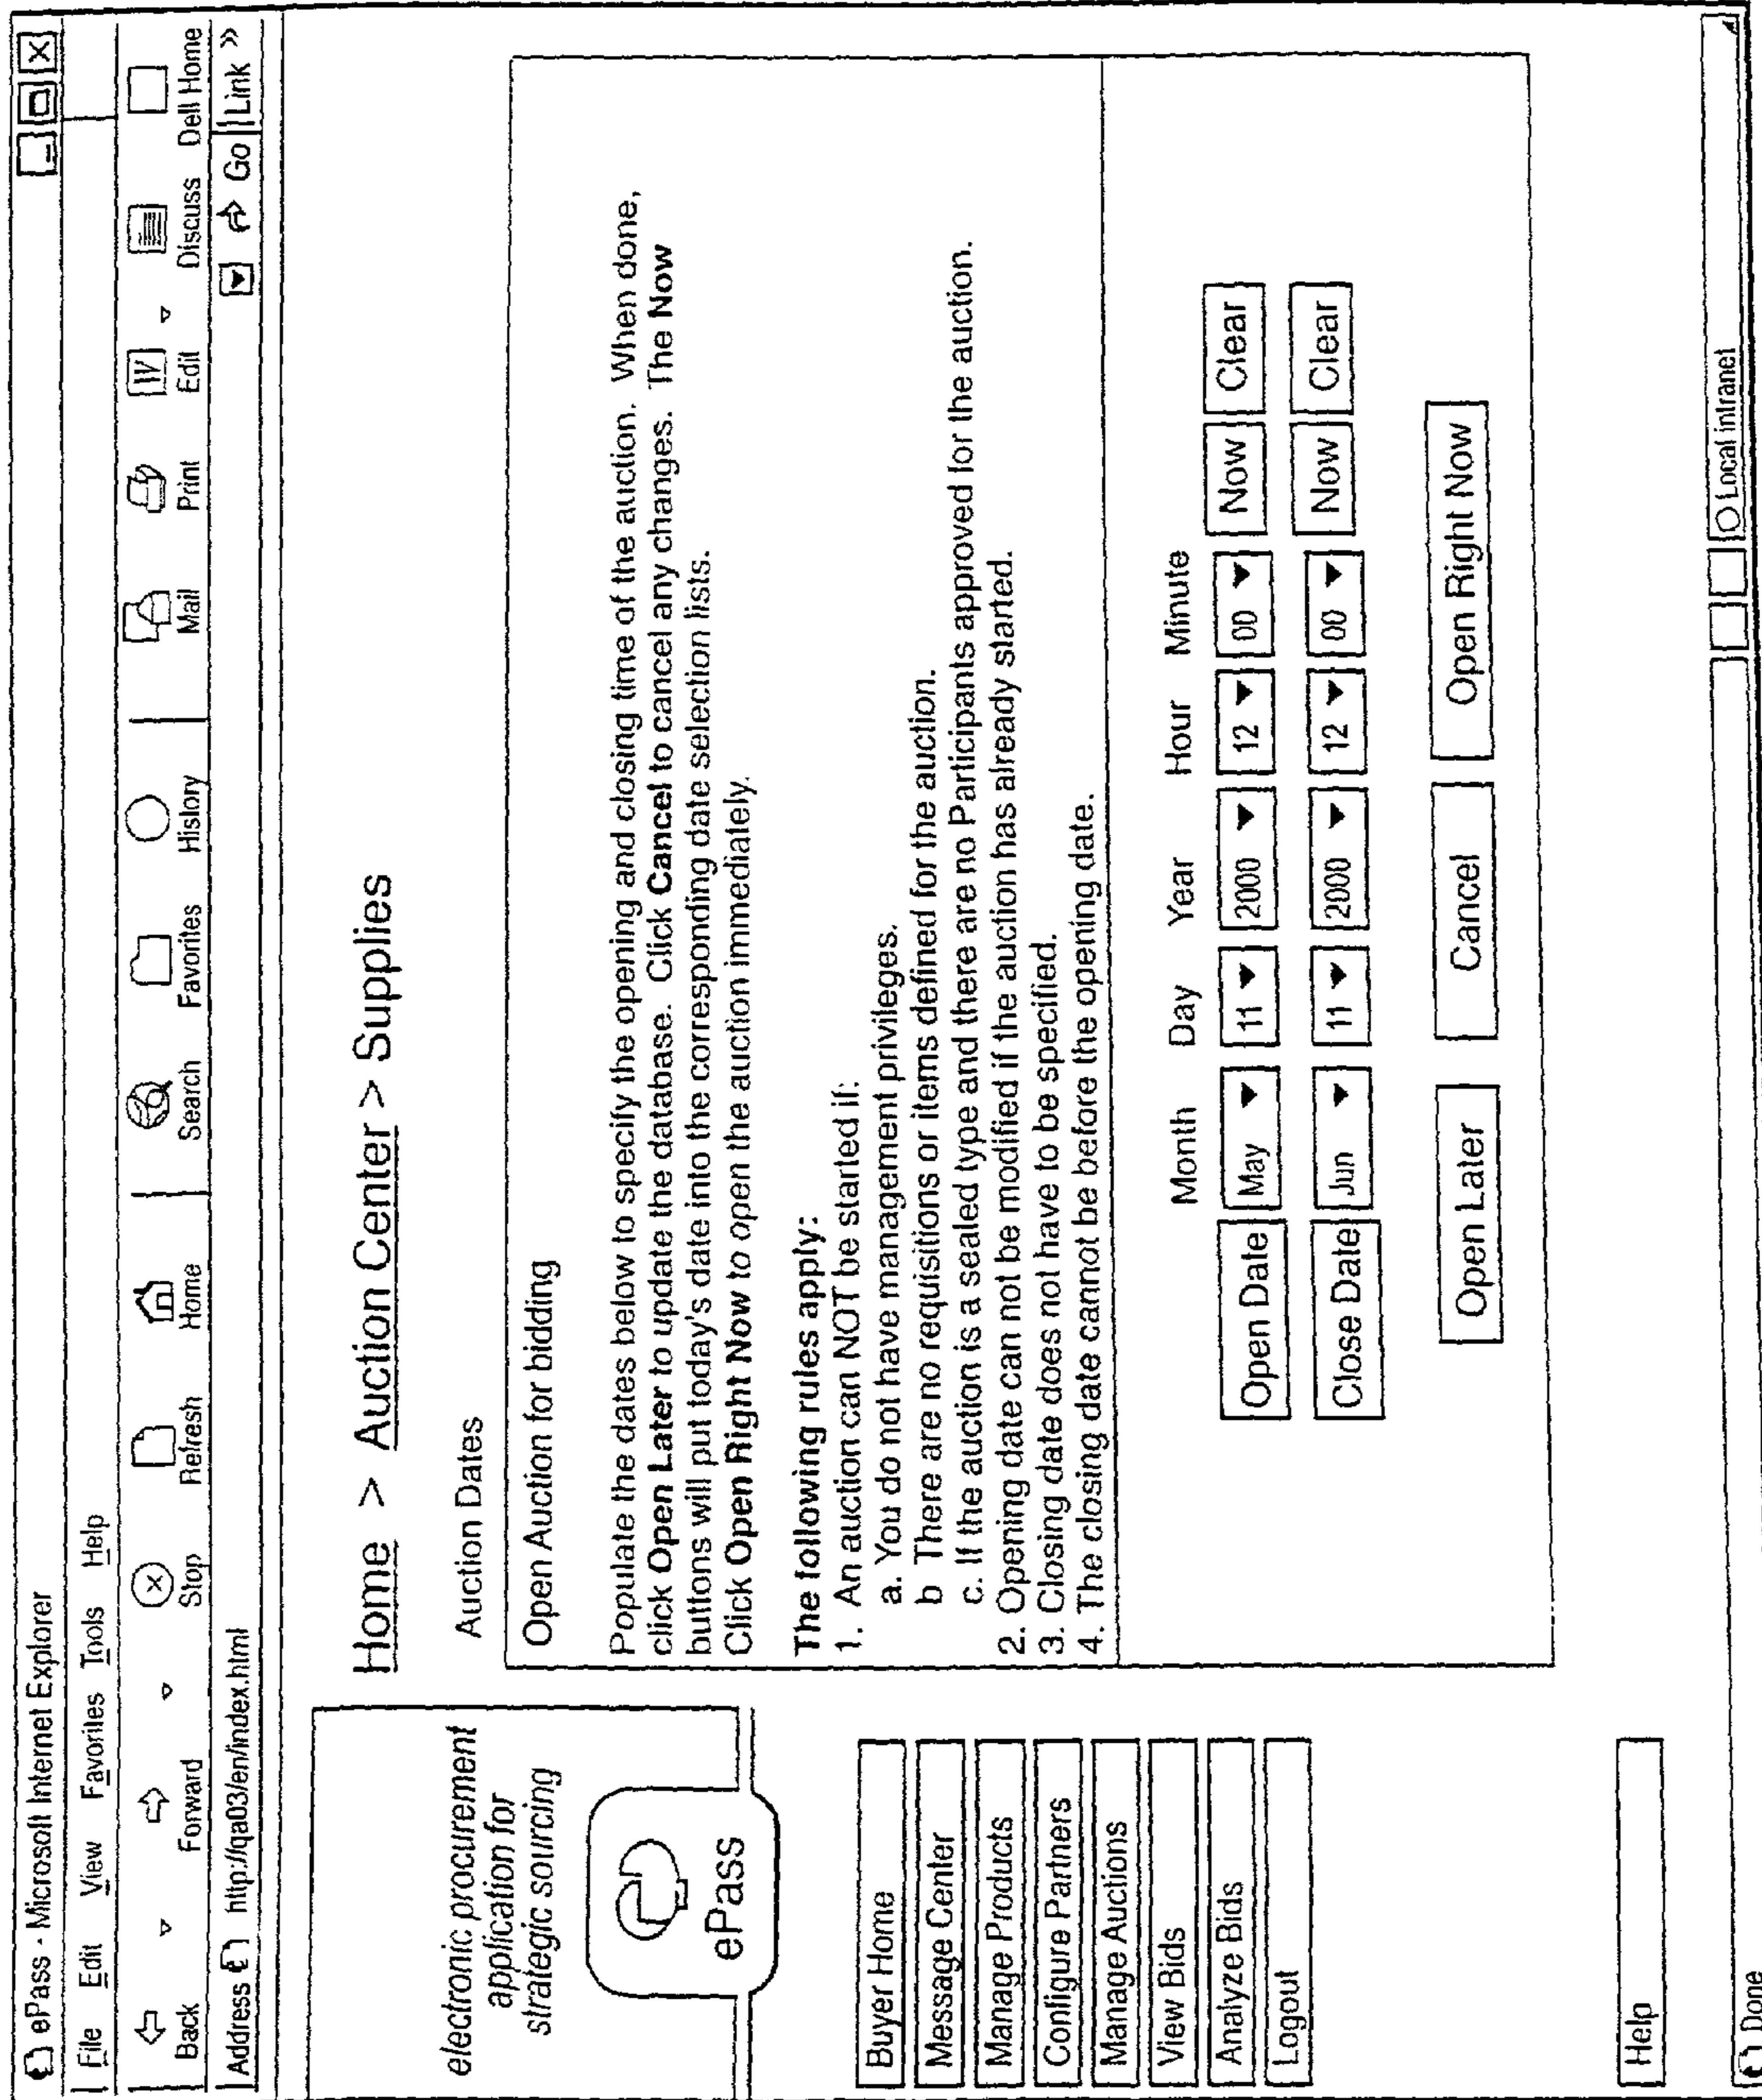 ePass - Microsoft Internet Explorer
File Edit View Favorites Tools Help
Back Forward Stop Refresh Home Search Favorites History Mail Print Edit Discuss Dell Home
Address http://qa03/en/index.html Go Link »
electronic procurement
application for
strategic sourcing
ePass
Buyer Home
Message Center
Manage Products
Configure Partners
Manage Auctions
View Bids
Analyze Bids
Logout
Help
Home > Auction Center > Supplies
Auction Dates
Open Auction for bidding
Populate the dates below to specify the opening and closing time of the auction. When done,
click Open Later to update the database. Click Cancel to cancel any changes. The Now
buttons will put today's date into the corresponding date selection lists.
Click Open Right Now to open the auction immediately.
The following rules apply:
1. An auction can NOT be started if:
a. You do not have management privileges.
b There are no requisitions or items defined for the auction.
c. If the auction is a sealed type and there are no Participants approved for the auction.
2. Opening date can not be modified if the auction has already started.
3. Closing date does not have to be specified.
4. The closing date cannot be before the opening date.
Month Day Year Hour Minute
Open Date May 11 2000 12 00 Now Clear
Close Date Jun 11 2000 12 00 Now Clear
Open Later Cancel Open Right Now
Done Local intranet